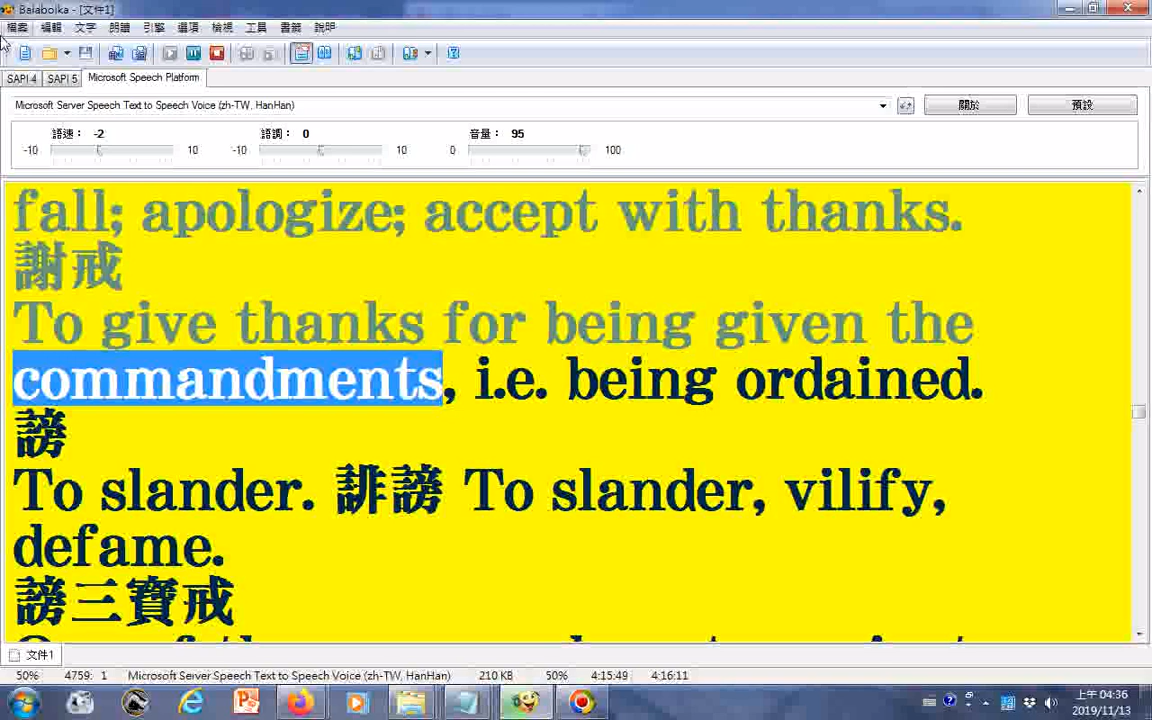 Balabolka - [文件1]
檔案 編輯 文字 朗讀 引擎 選項 檢視 工具 書籤 說明
SAPI 4 SAPI 5 Microsoft Speech Platform
Microsoft Server Speech Text to Speech Voice (zh-TW, HanHan) 關於 預設
語速： -2 語調： 0 音量： 95
-10 10 -10 10 0 100
fall; apologize; accept with thanks.
謝戒
To give thanks for being given the
commandments, i.e. being ordained.
謗
To slander. 誹謗 To slander, vilify,
defame.
謗三寶戒
文件1
50% 4759: 1 Microsoft Server Speech Text to Speech Voice (zh-TW, HanHan) 210 KB 50% 4:15:49 4:16:11
上午 04:36
2019/11/13